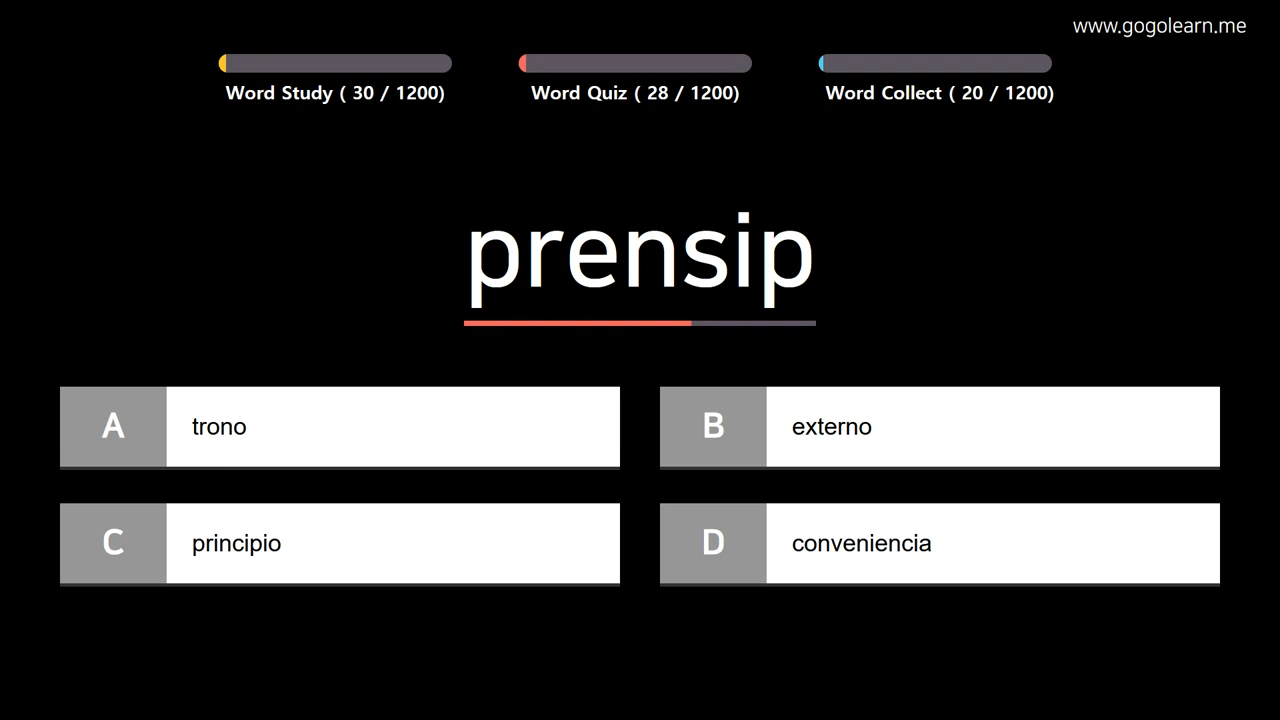 www.gogolearn.me
Word Study ( 30 / 1200)
Word Quiz ( 28 / 1200)
Word Collect ( 20 / 1200)
prensip
A trono
B externo
C principio
D conveniencia